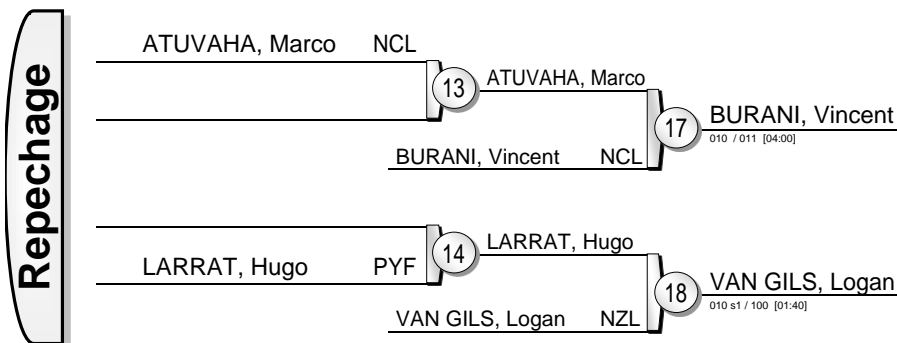 Repechage
ATUVAHA, Marco NCL
13
ATUVAHA, Marco
BURANI, Vincent NCL
17
BURANI, Vincent
010 / 011 [04:00]
LARRAT, Hugo PYF
14
LARRAT, Hugo
VAN GILS, Logan NZL
18
VAN GILS, Logan
010 s1 / 100 [01:40]